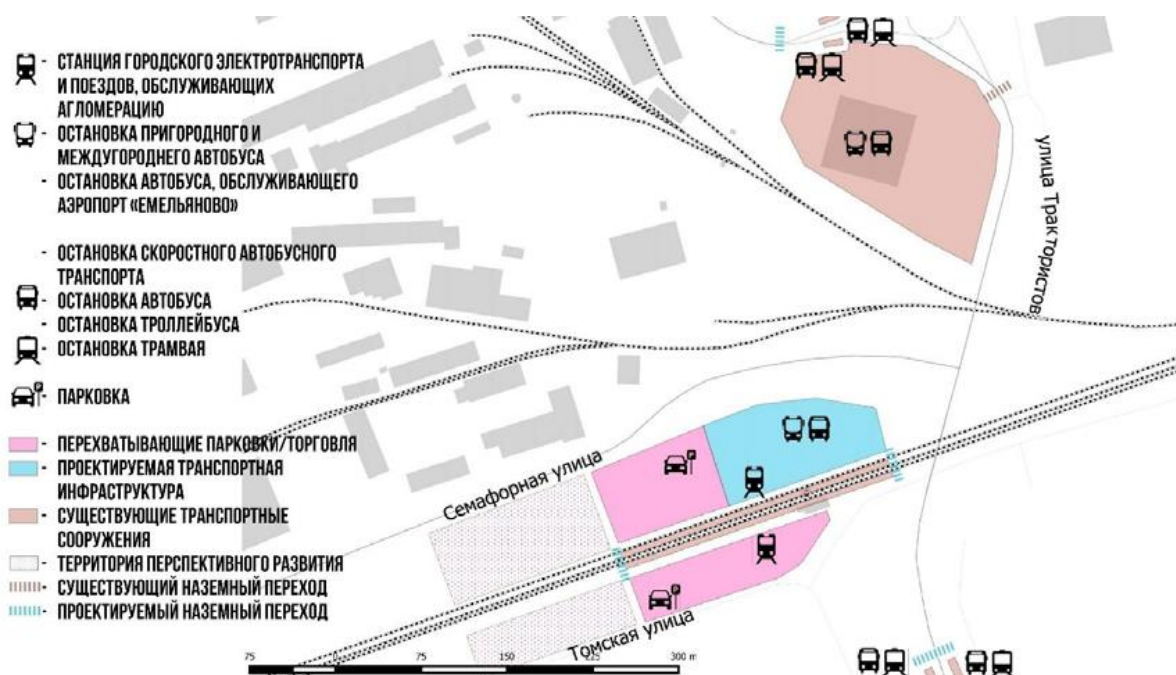 - СТАНЦИЯ ГОРОДСКОГО ЭЛЕКТРОТРАНСПОРТА
И ПОЕЗДОВ, ОБСЛУЖИВАЮЩИХ
АГЛОМЕРАЦИЮ
- ОСТАНОВКА ПРИГОРОДНОГО И
МЕЖДУГОРОДНЕГО АВТОБУСА
- ОСТАНОВКА АВТОБУСА, ОБСЛУЖИВАЮЩЕГО
АЭРОПОРТ «ЕМЕЛЬЯНОВО»
- ОСТАНОВКА СКОРОСТНОГО АВТОБУСНОГО
ТРАНСПОРТА
- ОСТАНОВКА АВТОБУСА
- ОСТАНОВКА ТРОЛЛЕЙБУСА
- ОСТАНОВКА ТРАМВАЯ
- ПАРКОВКА
- ПЕРЕХВАТЫВАЮЩИЕ ПАРКОВКИ/ТОРГОВЛЯ
- ПРОЕКТИРУЕМАЯ ТРАНСПОРТНАЯ
ИНФРАСТРУКТУРА
- СУЩЕСТВУЮЩИЕ ТРАНСПОРТНЫЕ
СООРУЖЕНИЯ
- ТЕРРИТОРИЯ ПЕРСПЕКТИВНОГО РАЗВИТИЯ
- СУЩЕСТВУЮЩИЙ НАЗЕМНЫЙ ПЕРЕХОД
- ПРОЕКТИРУЕМЫЙ НАЗЕМНЫЙ ПЕРЕХОД
улица Трактористов
Семафорная улица
Томская улица
75 0 75 150 225 300 m